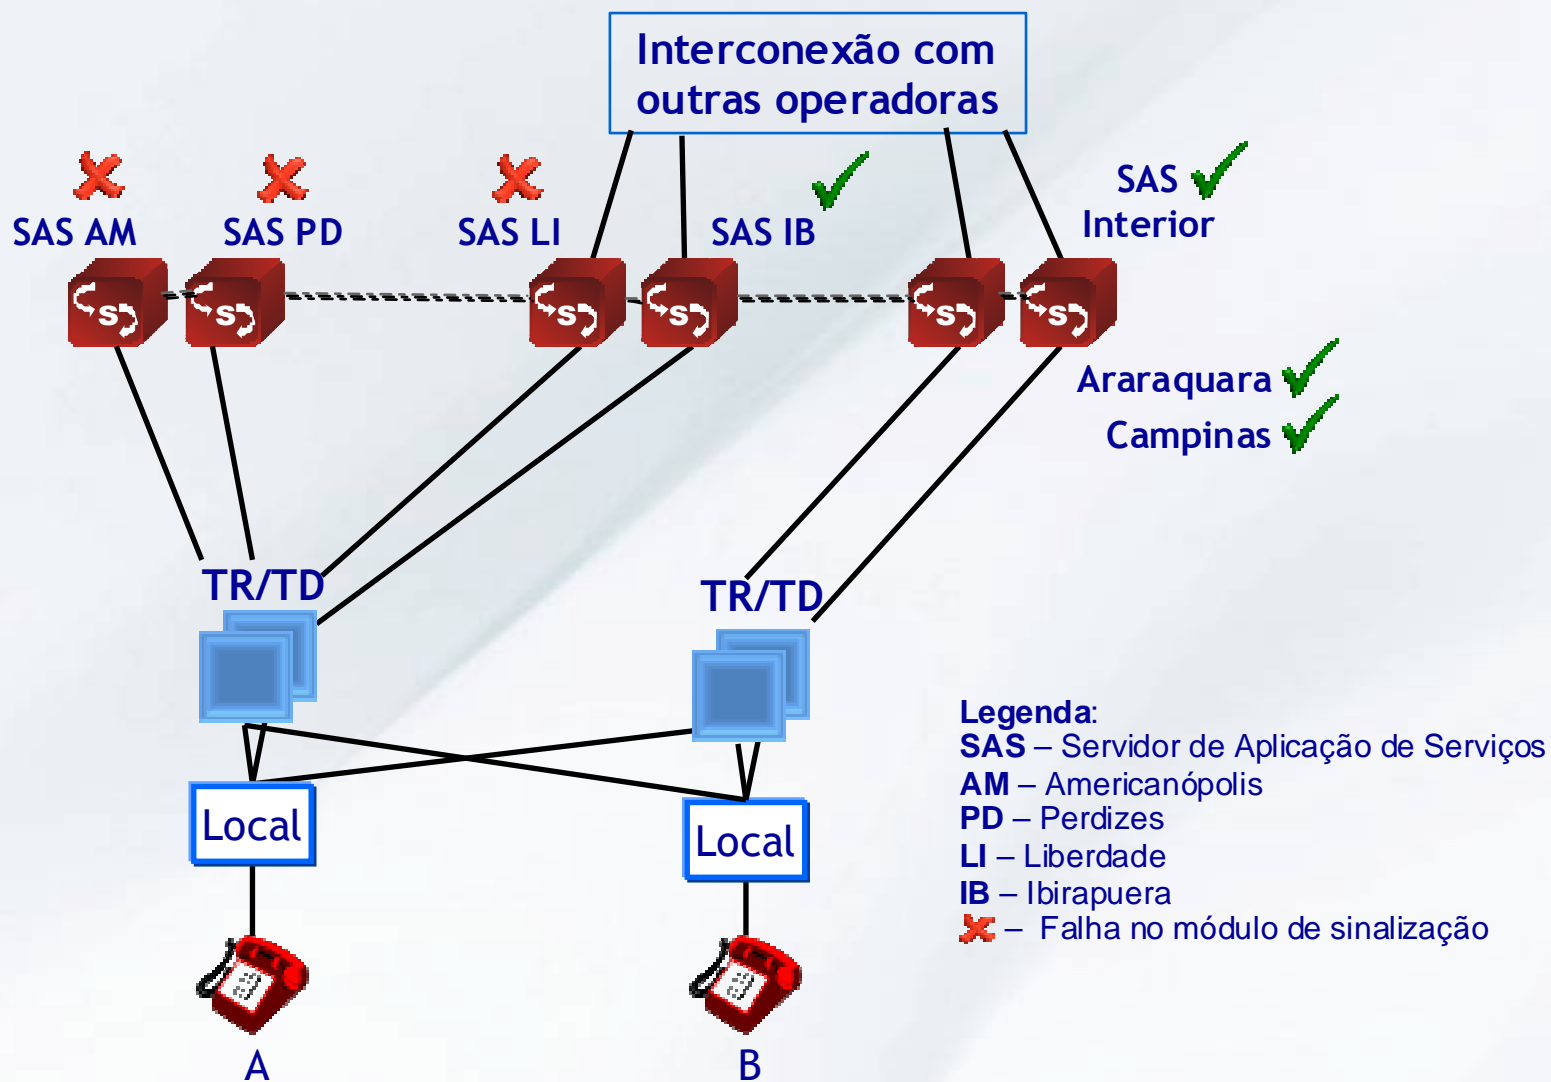 Interconexão com
outras operadoras
SAS AM
SAS PD
SAS LI
SAS IB
SAS
Interior
S
S
S
S
S
S
Araraquara
Campinas
TR/TD
TR/TD
Local
Local
A
B
Legenda:
SAS – Servidor de Aplicação de Serviços
AM – Americanópolis
PD – Perdizes
LI – Liberdade
IB – Ibirapuera
– Falha no módulo de sinalização